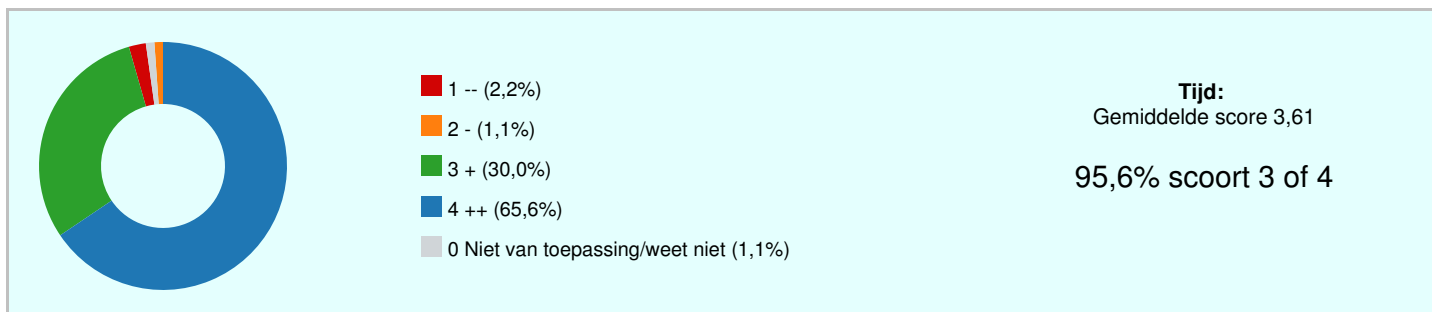 1 -- (2,2%)
2 - (1,1%)
3 + (30,0%)
4 ++ (65,6%)
0 Niet van toepassing/weet niet (1,1%)
Tijd:
Gemiddelde score 3,61
95,6% scoort 3 of 4